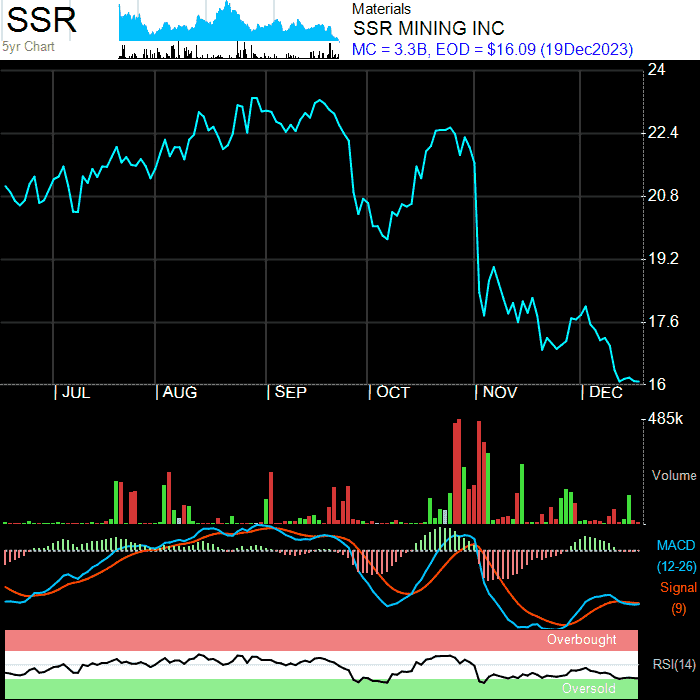 SSR
5yr Chart
Materials
SSR MINING INC
MC = 3.3B, EOD = $16.09 (19Dec2023)
24
22.4
20.8
19.2
17.6
16
JUL AUG SEP OCT NOV DEC
485k
Volume
MACD
(12-26)
Signal
(9)
Overbought
RSI(14)
Oversold